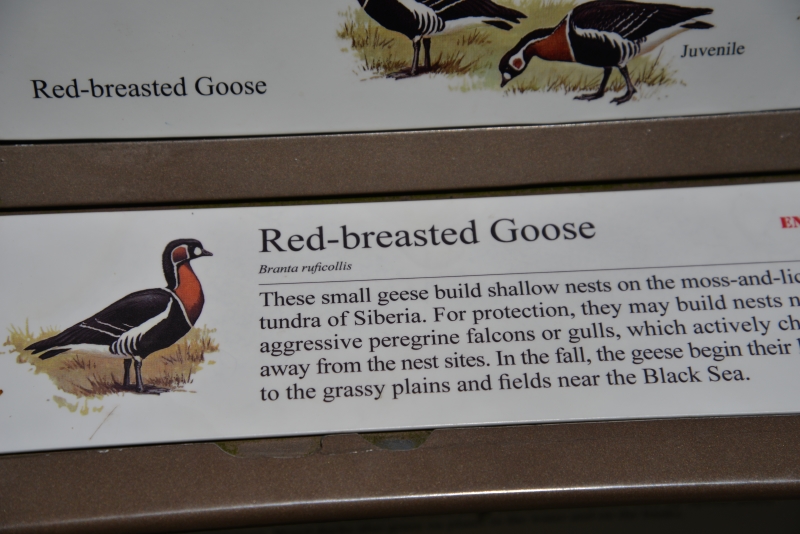 Juvenile
Red-breasted Goose
Red-breasted Goose
EN
Branta ruficollis
These small geese build shallow nests on the moss-and-lic
tundra of Siberia. For protection, they may build nests n
aggressive peregrine falcons or gulls, which actively ch
away from the nest sites. In the fall, the geese begin their
to the grassy plains and fields near the Black Sea.